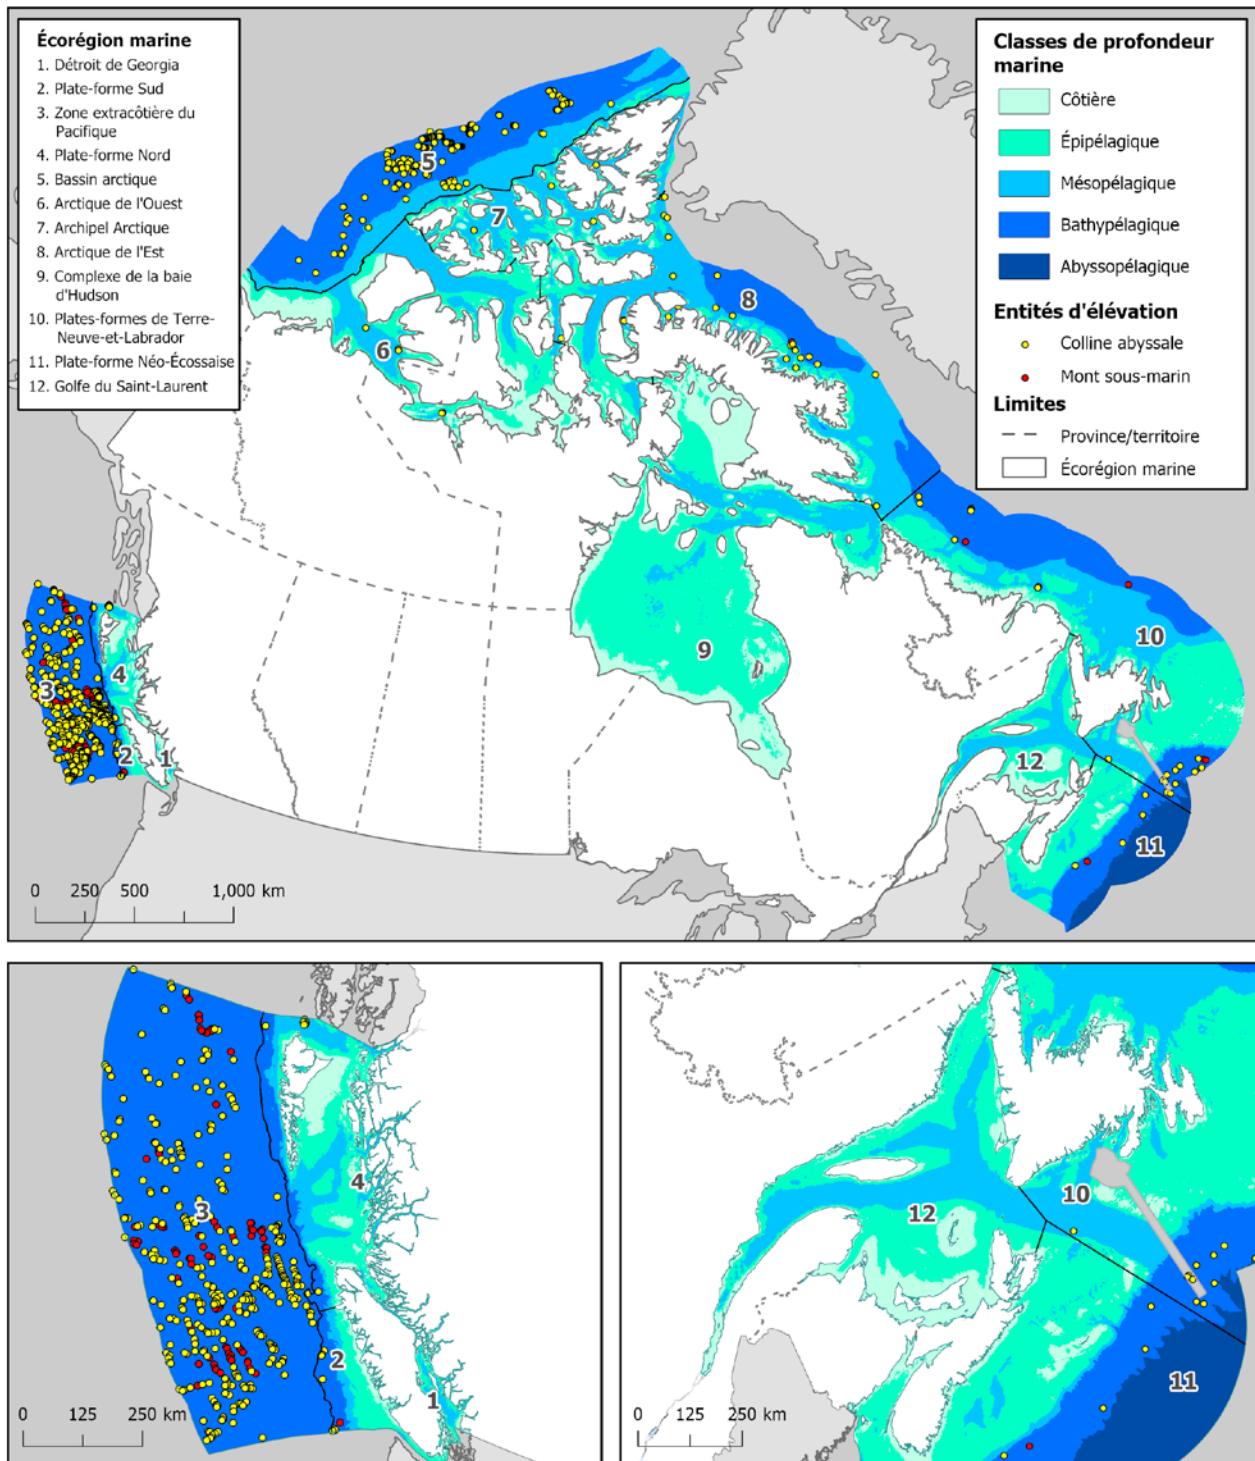 Écorégion marine
1. Détroit de Georgia
2. Plate-forme Sud
3. Zone extracôtière du
Pacifique
4. Plate-forme Nord
5. Bassin arctique
6. Arctique de l'Ouest
7. Archipel Arctique
8. Arctique de l'Est
9. Complexe de la baie
d'Hudson
10. Plates-formes de Terre-
Neuve-et-Labrador
11. Plate-forme Néo-Écossaise
12. Golfe du Saint-Laurent
Classes de profondeur
marine
Côtière
Épipélagique
Mésopélagique
Bathypélagique
Abyssopélagique
Entités d'élévation
Colline abyssale
Mont sous-marin
Limites
Province/territoire
Écorégion marine
5
7
8
6
3
4
2
1
9
10
12
11
0 250 500 1,000 km
3
4
2
1
0 125 250 km
10
12
11
0 125 250 km